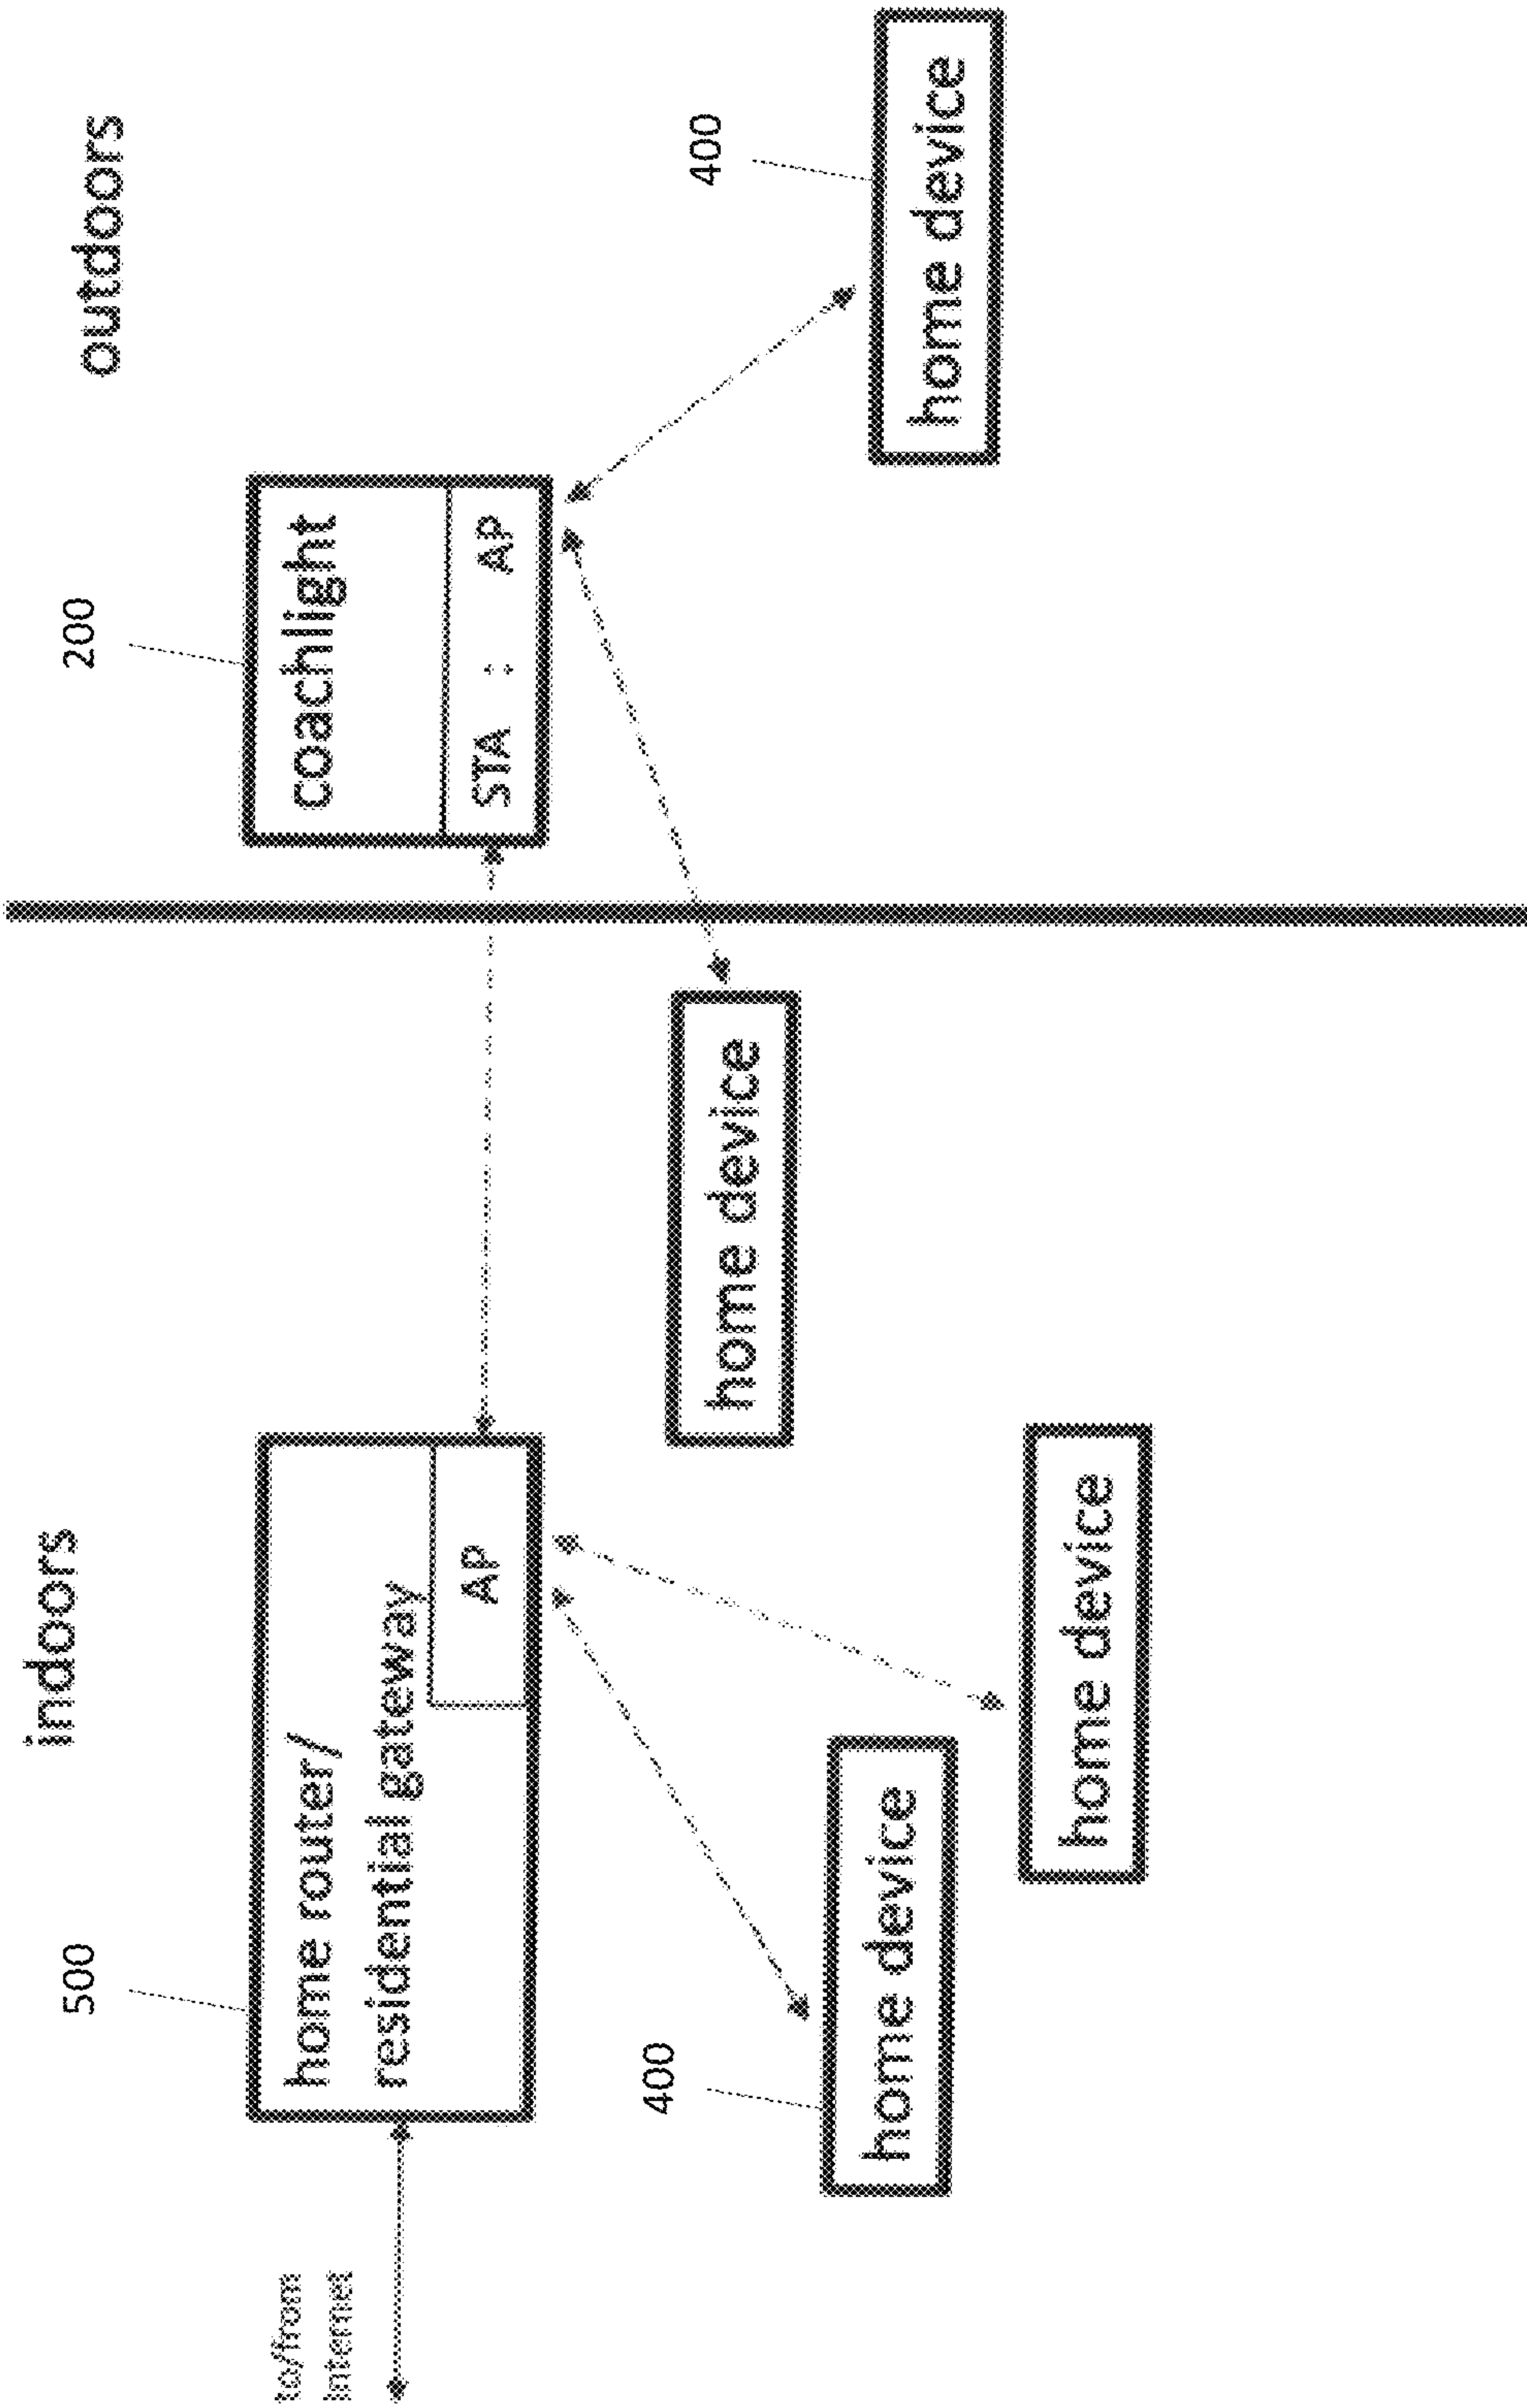 indoors
outdoors
500
200
to/from
Internet
home router/
residential gateway
AP
coachlight
STA : AP
400
home device
home device
home device
400
home device